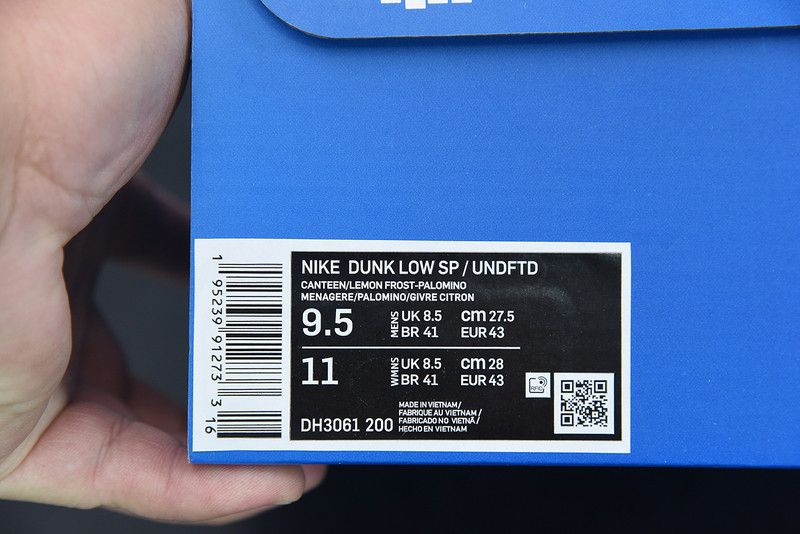 NIKE DUNK LOW SP / UNDFTD
CANTEEN/LEMON FROST-PALOMINO
MENAGERE/PALOMINO/GIVRE CITRON
9.5 MENS UK 8.5 cm 27.5
BR 41 EUR 43
11 WMNS UK 8.5 cm 28
BR 41 EUR 43
MADE IN VIETNAM/
FABRIQUE AU VIETNAM/
FABRICADO NO VIETNÃ/
HECHO EN VIETNAM
DH3061 200
RFID
1 95239 91273 3 16